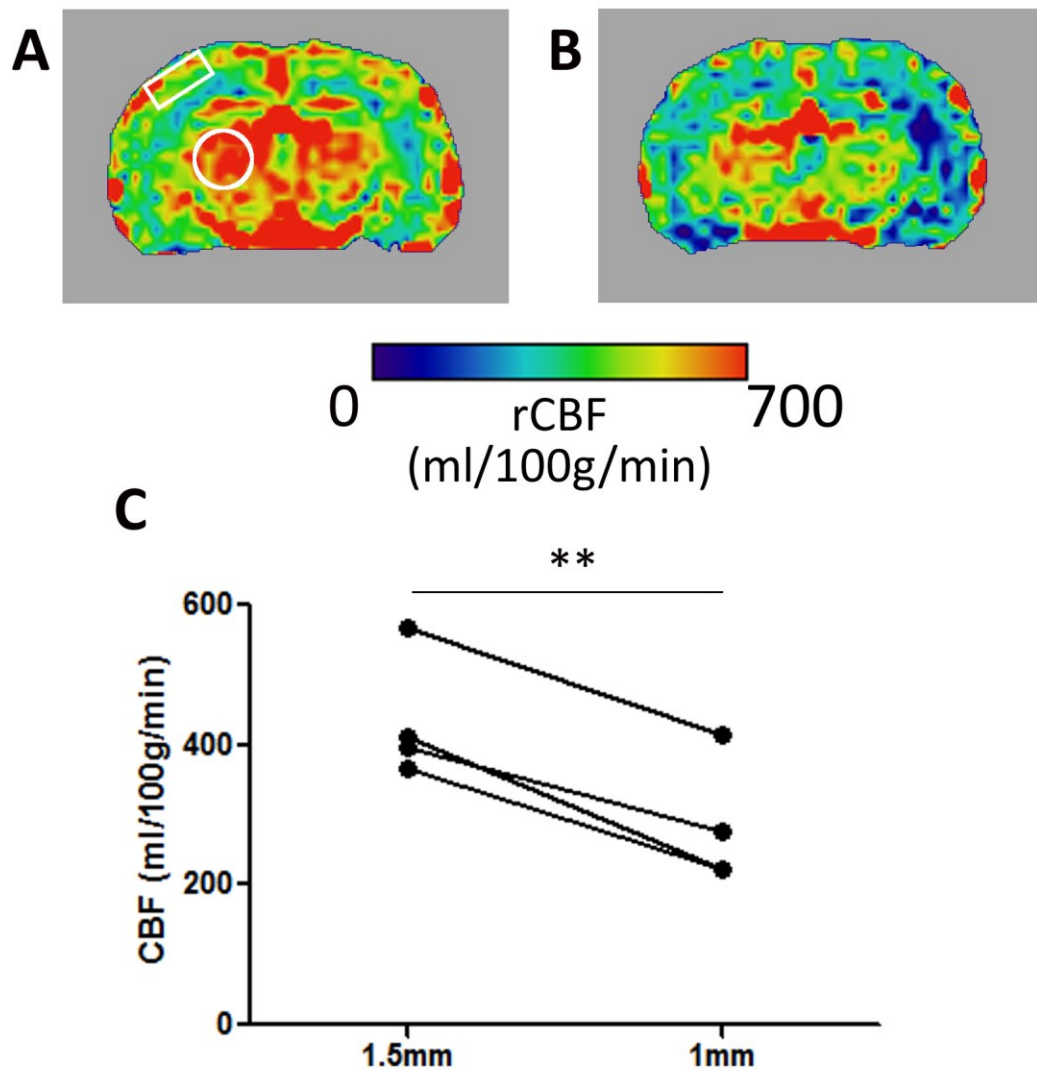 A
B
0
700
rCBF
(ml/100g/min)
C
**
600
400
200
0
CBF (ml/100g/min)
1.5mm
1mm